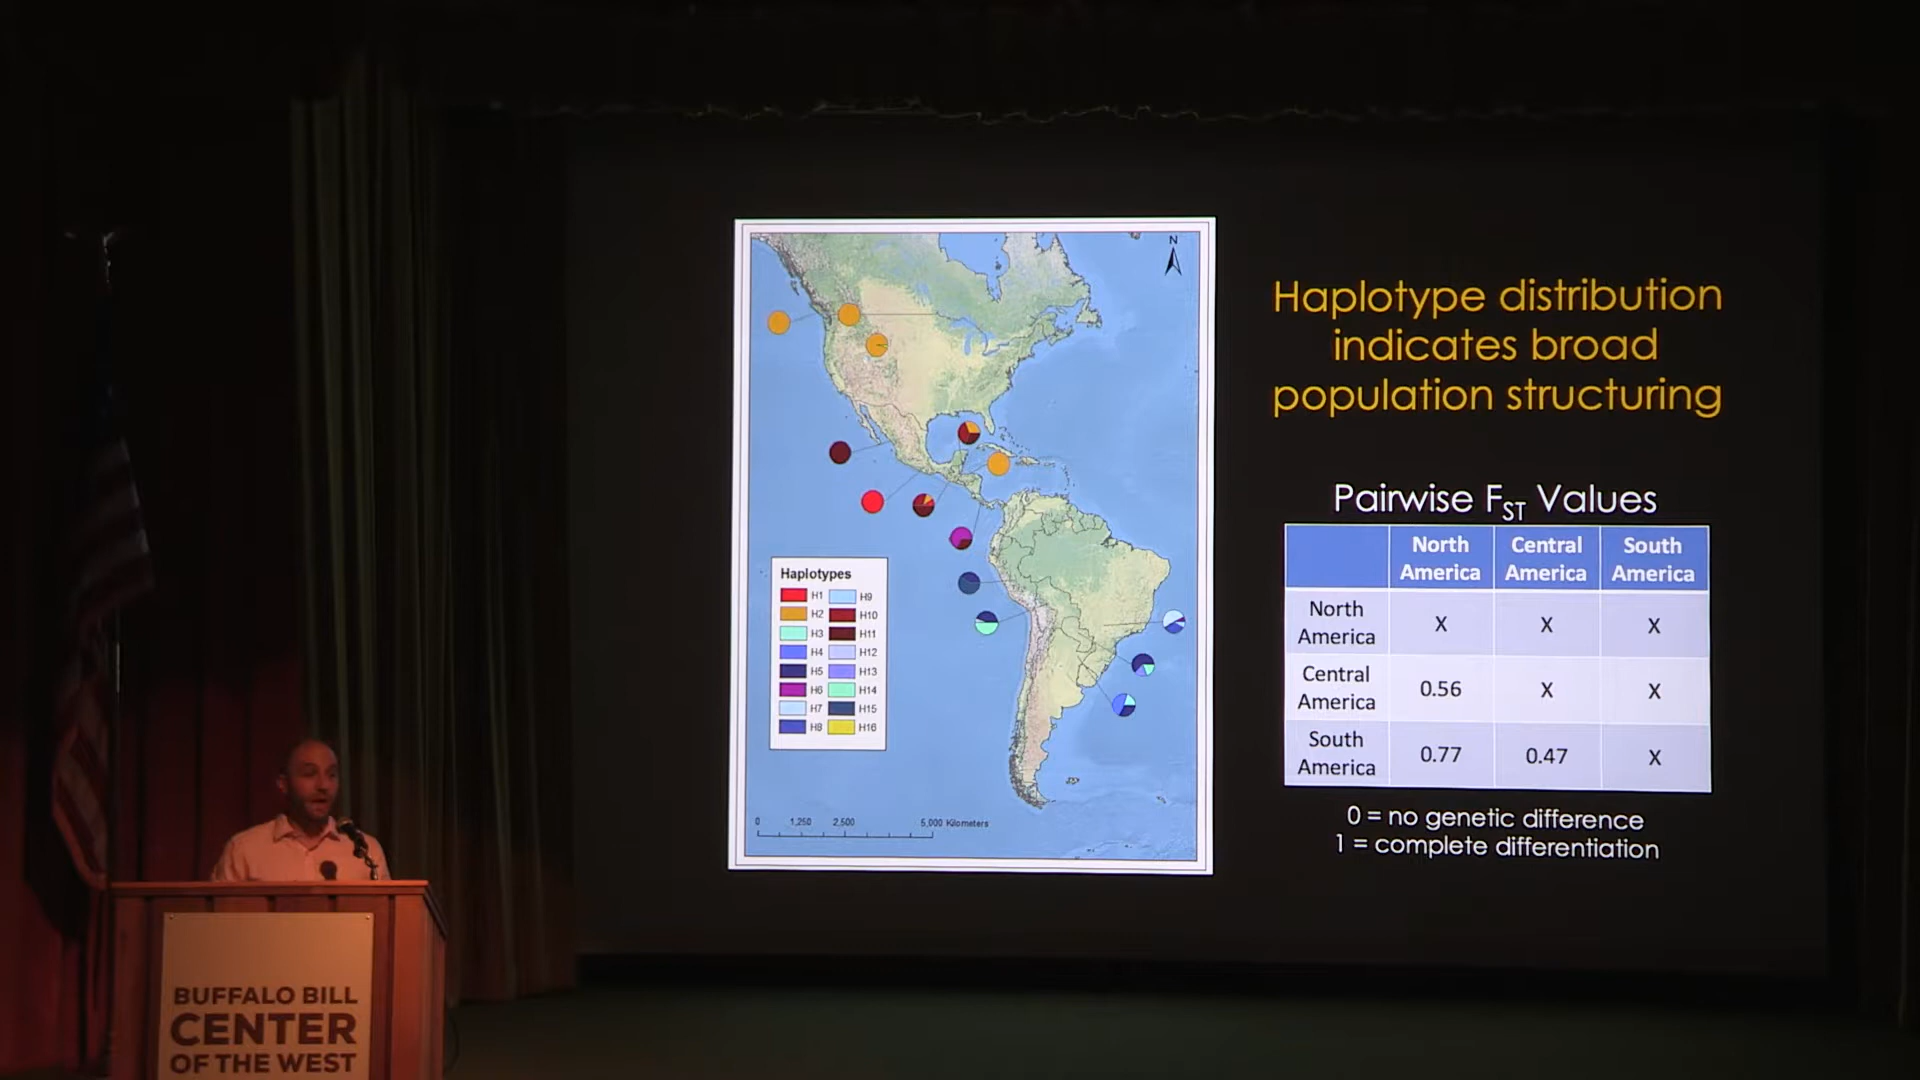 N
Haplotypes
H1 H9
H2 H10
H3 H11
H4 H12
H5 H13
H6 H14
H7 H15
H8 H16
0 1,250 2,500 5,000 Kilometers
Haplotype distribution
indicates broad
population structuring
Pairwise FST Values
North America Central America South America
North America X X X
Central America 0.56 X X
South America 0.77 0.47 X
0 = no genetic difference
1 = complete differentiation
BUFFALO BILL
CENTER
OF THE WEST